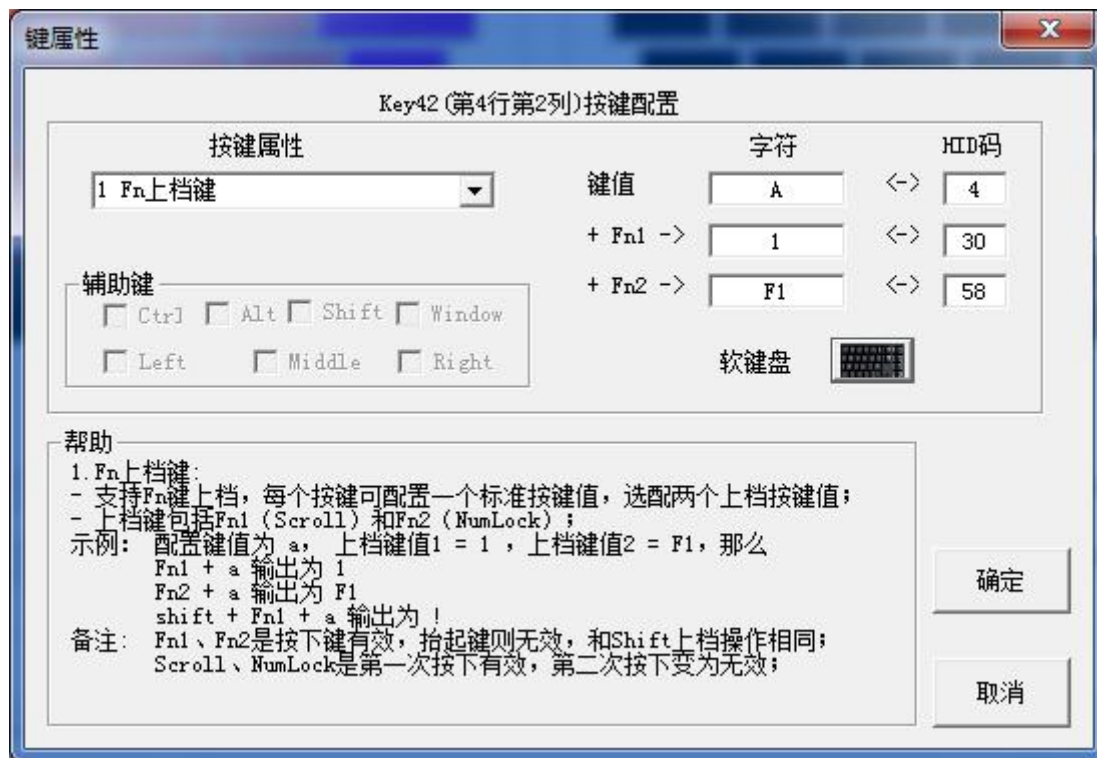 键属性
Key42(第4行第2列)按键配置
按键属性 字符 HID码
1 Fn上档键 键值 A <-> 4
+ Fn1 -> 1 <-> 30
辅助键 + Fn2 -> F1 <-> 58
Ctrl Alt Shift Window
Left Middle Right 软键盘
帮助
1.Fn上档键:
- 支持Fn键上档，每个按键可配置一个标准按键值，选配两个上档按键值；
- 上档键包括Fn1（Scroll）和Fn2（NumLock）；
示例： 配置键值为 a， 上档键值1 = 1 ，上档键值2 = F1，那么
Fn1 + a 输出为 1
Fn2 + a 输出为 F1
shift + Fn1 + a 输出为 !
备注： Fn1、Fn2是按下键有效，抬起键则无效，和Shift上档操作相同；
Scroll、NumLock是第一次按下有效，第二次按下变为无效；
确定
取消